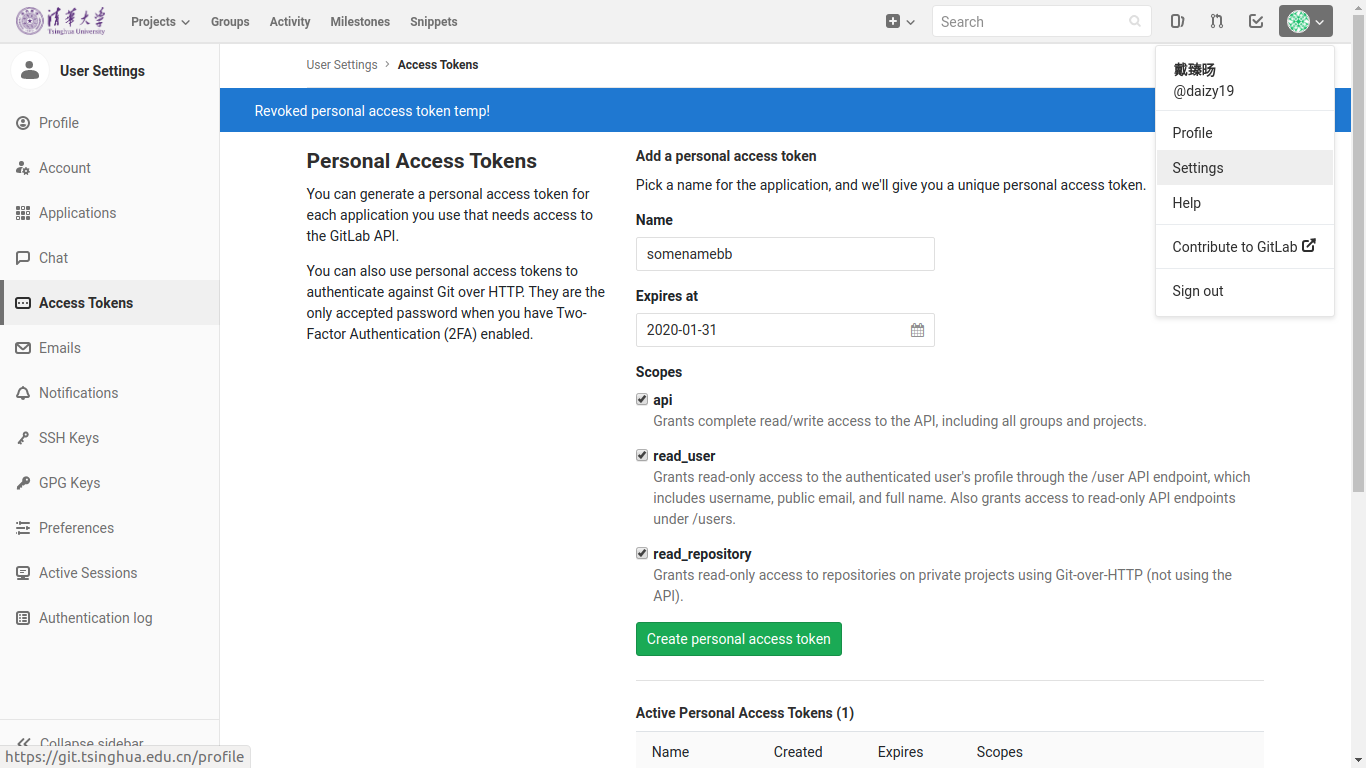 清华大学
Tsinghua University
Projects
Groups
Activity
Milestones
Snippets
Search
User Settings
Profile
Account
Applications
Chat
Access Tokens
Emails
Notifications
SSH Keys
GPG Keys
Preferences
Active Sessions
Authentication log
Collapse sidebar
https://git.tsinghua.edu.cn/profile
User Settings › Access Tokens
Revoked personal access token temp!
Personal Access Tokens
You can generate a personal access token for
each application you use that needs access to
the GitLab API.
You can also use personal access tokens to
authenticate against Git over HTTP. They are the
only accepted password when you have Two-
Factor Authentication (2FA) enabled.
Add a personal access token
Pick a name for the application, and we'll give you a unique personal access token.
Name
somenamebb
Expires at
2020-01-31
Scopes
api
Grants complete read/write access to the API, including all groups and projects.
read_user
Grants read-only access to the authenticated user's profile through the /user API endpoint, which
includes username, public email, and full name. Also grants access to read-only API endpoints
under /users.
read_repository
Grants read-only access to repositories on private projects using Git-over-HTTP (not using the
API).
Create personal access token
Active Personal Access Tokens (1)
Name Created Expires Scopes
戴臻旸
@daizy19
Profile
Settings
Help
Contribute to GitLab
Sign out